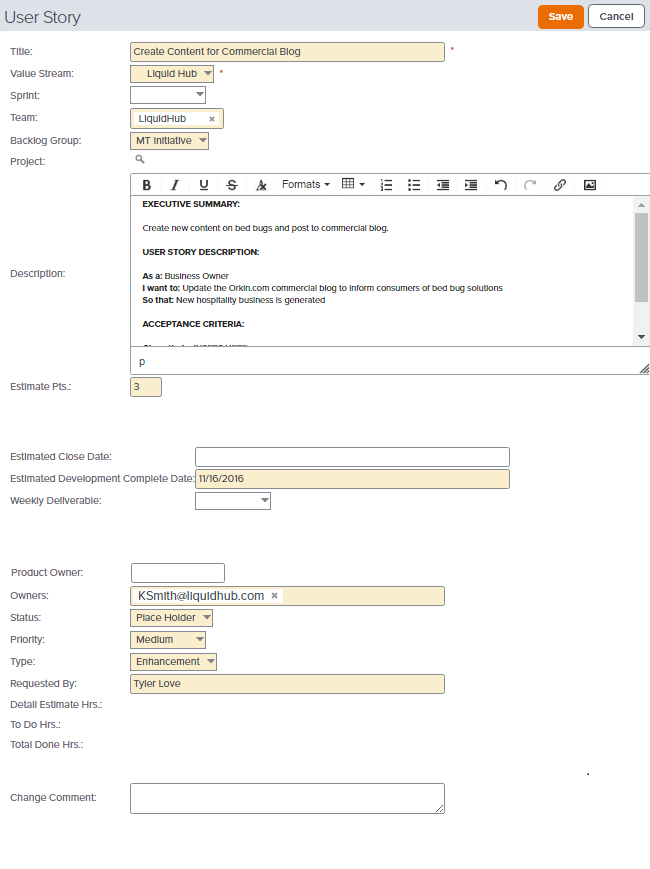 User Story
Save
Cancel
Title: Create Content for Commercial Blog *
Value Stream: Liquid Hub *
Sprint:
Team: LiquidHub ×
Backlog Group: MT Initiative
Project:
B I U S Formats
EXECUTIVE SUMMARY:
Create new content on bed bugs and post to commercial blog.
USER STORY DESCRIPTION:
As a: Business Owner
I want to: Update the Orkin.com commercial blog to inform consumers of bed bug solutions
So that: New hospitality business is generated
ACCEPTANCE CRITERIA:
Description:
p
Estimate Pts.: 3
Estimated Close Date:
Estimated Development Complete Date: 11/16/2016
Weekly Deliverable:
Product Owner:
Owners: KSmith@liquidhub.com ×
Status: Place Holder
Priority: Medium
Type: Enhancement
Requested By: Tyler Love
Detail Estimate Hrs.:
To Do Hrs.:
Total Done Hrs.:
Change Comment: